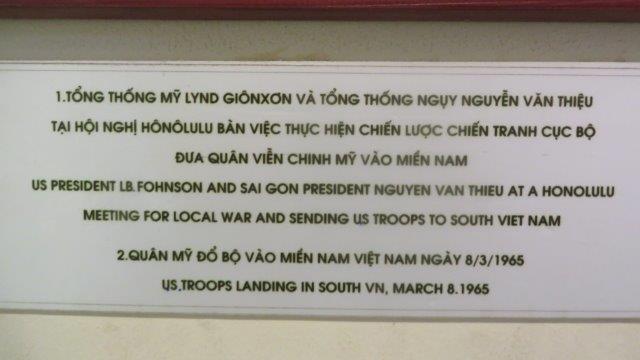 1.TỔNG THỐNG MỸ LYND GIÔNXƠN VÀ TỔNG THỐNG NGỤY NGUYỄN VĂN THIỆU
TẠI HỘI NGHỊ HÔNÔLULU BÀN VIỆC THỰC HIỆN CHIẾN LƯỢC CHIẾN TRANH CỤC BỘ
ĐƯA QUÂN VIỄN CHINH MỸ VÀO MIỀN NAM
US PRESIDENT LB. FOHNSON AND SAI GON PRESIDENT NGUYEN VAN THIEU AT A HONOLULU
MEETING FOR LOCAL WAR AND SENDING US TROOPS TO SOUTH VIET NAM
2.QUÂN MỸ ĐỔ BỘ VÀO MIỀN NAM VIỆT NAM NGÀY 8/3/1965
US.TROOPS LANDING IN SOUTH VN, MARCH 8.1965